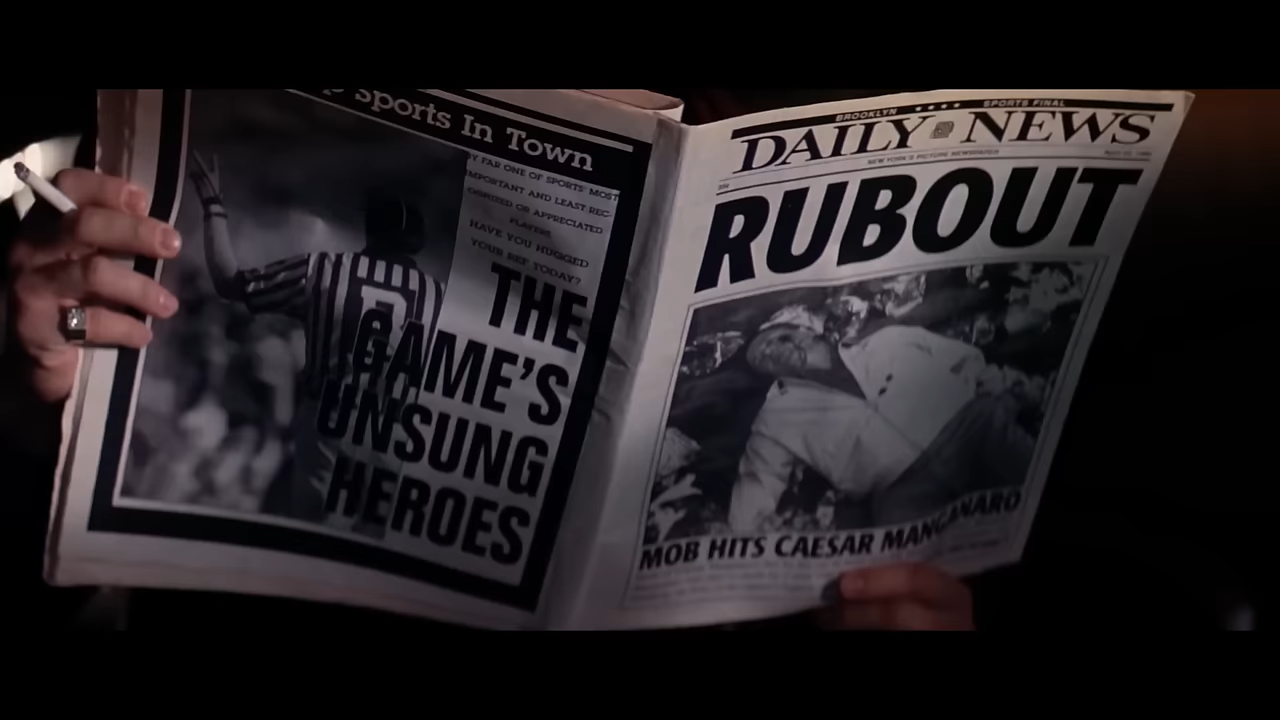 Sports In Town
BY FAR ONE OF SPORTS' MOST
IMPORTANT AND LEAST REC-
OGNIZED OR APPRECIATED
PLAYERS.
HAVE YOU HUGGED
YOUR REF TODAY?
THE
GAME'S
UNSUNG
HEROES
BROOKLYN ★★★★ SPORTS FINAL
DAILY NEWS
NEW YORK'S PICTURE NEWSPAPER
RUBOUT
MOB HITS CAESAR MANGANARO